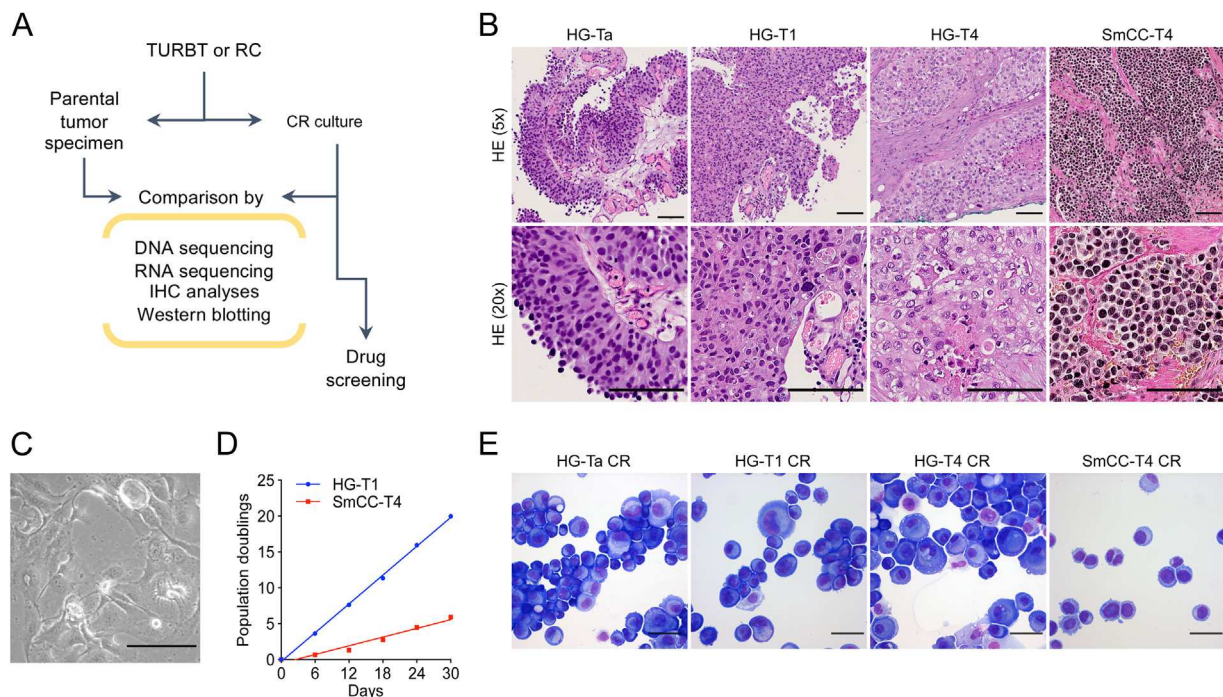 A
TURBT or RC
Parental
tumor
specimen
CR culture
Comparison by
DNA sequencing
RNA sequencing
IHC analyses
Western blotting
Drug
screening
B
HG-Ta
HG-T1
HG-T4
SmCC-T4
HE (5x)
HE (20x)
C
D
HG-T1
SmCC-T4
Population doublings
25
20
15
10
5
0
0
6
12
18
24
30
Days
E
HG-Ta CR
HG-T1 CR
HG-T4 CR
SmCC-T4 CR